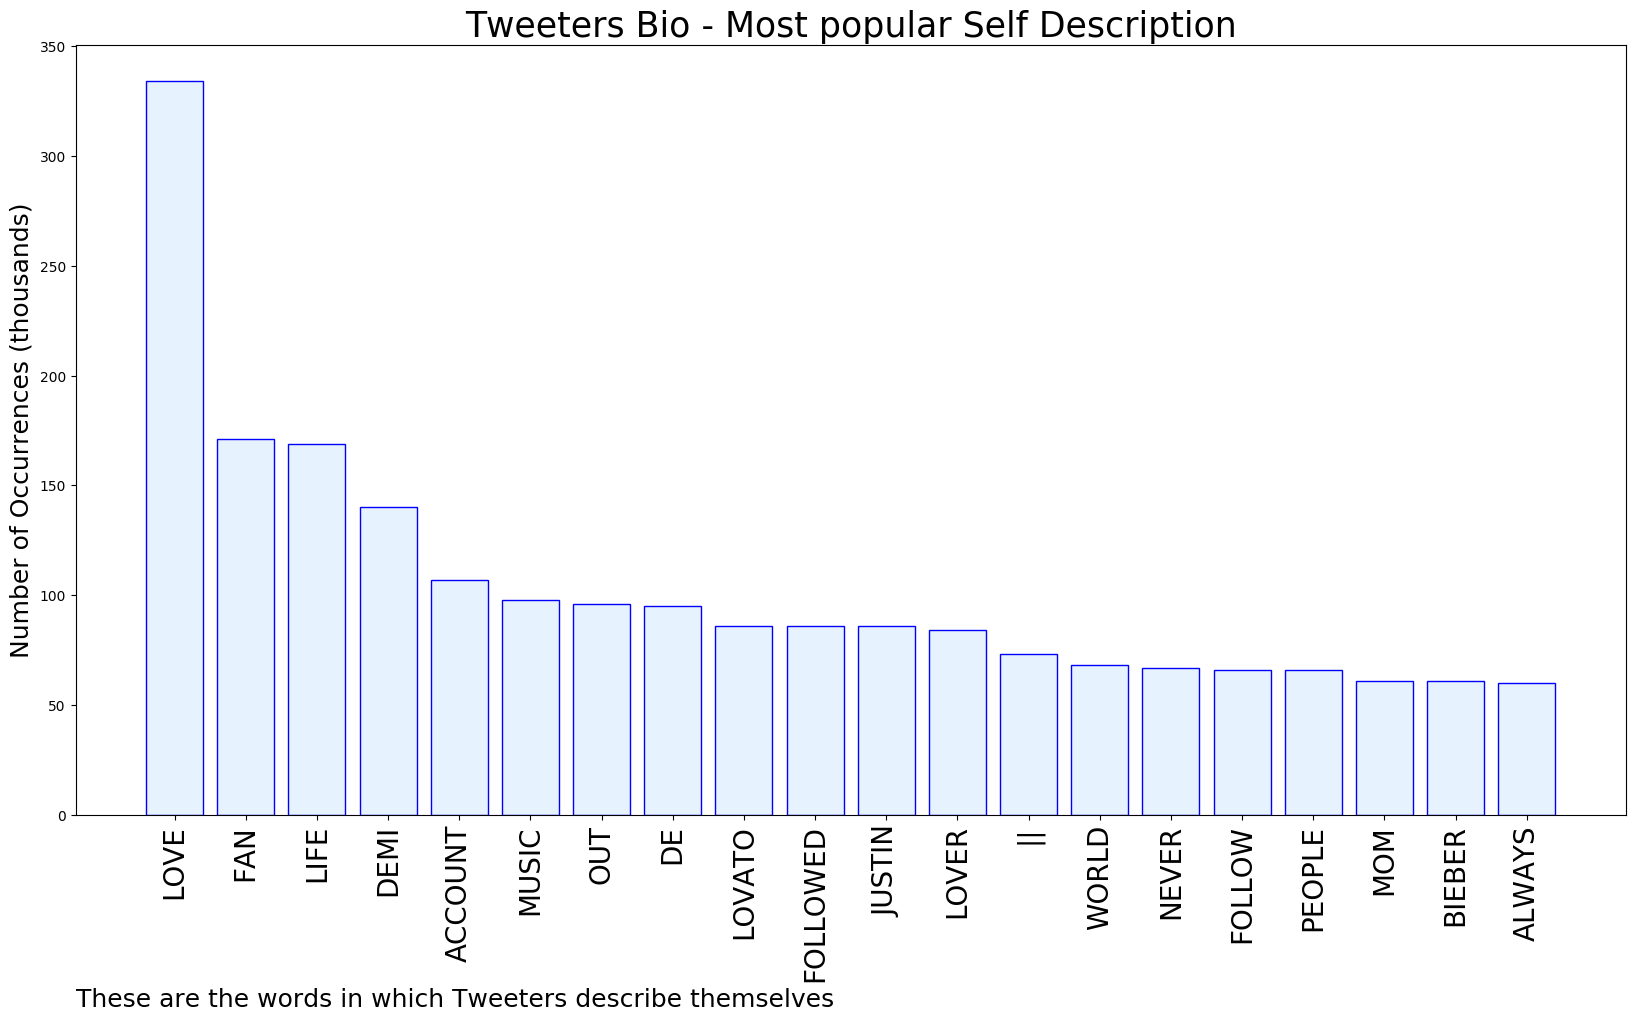 Tweeters Bio - Most popular Self Description
350
300
250
200
150
100
50
0
Number of Occurrences (thousands)
LOVE
FAN
LIFE
DEMI
ACCOUNT
MUSIC
OUT
DE
LOVATO
FOLLOWED
JUSTIN
LOVER
||
WORLD
NEVER
FOLLOW
PEOPLE
MOM
BIEBER
ALWAYS
These are the words in which Tweeters describe themselves